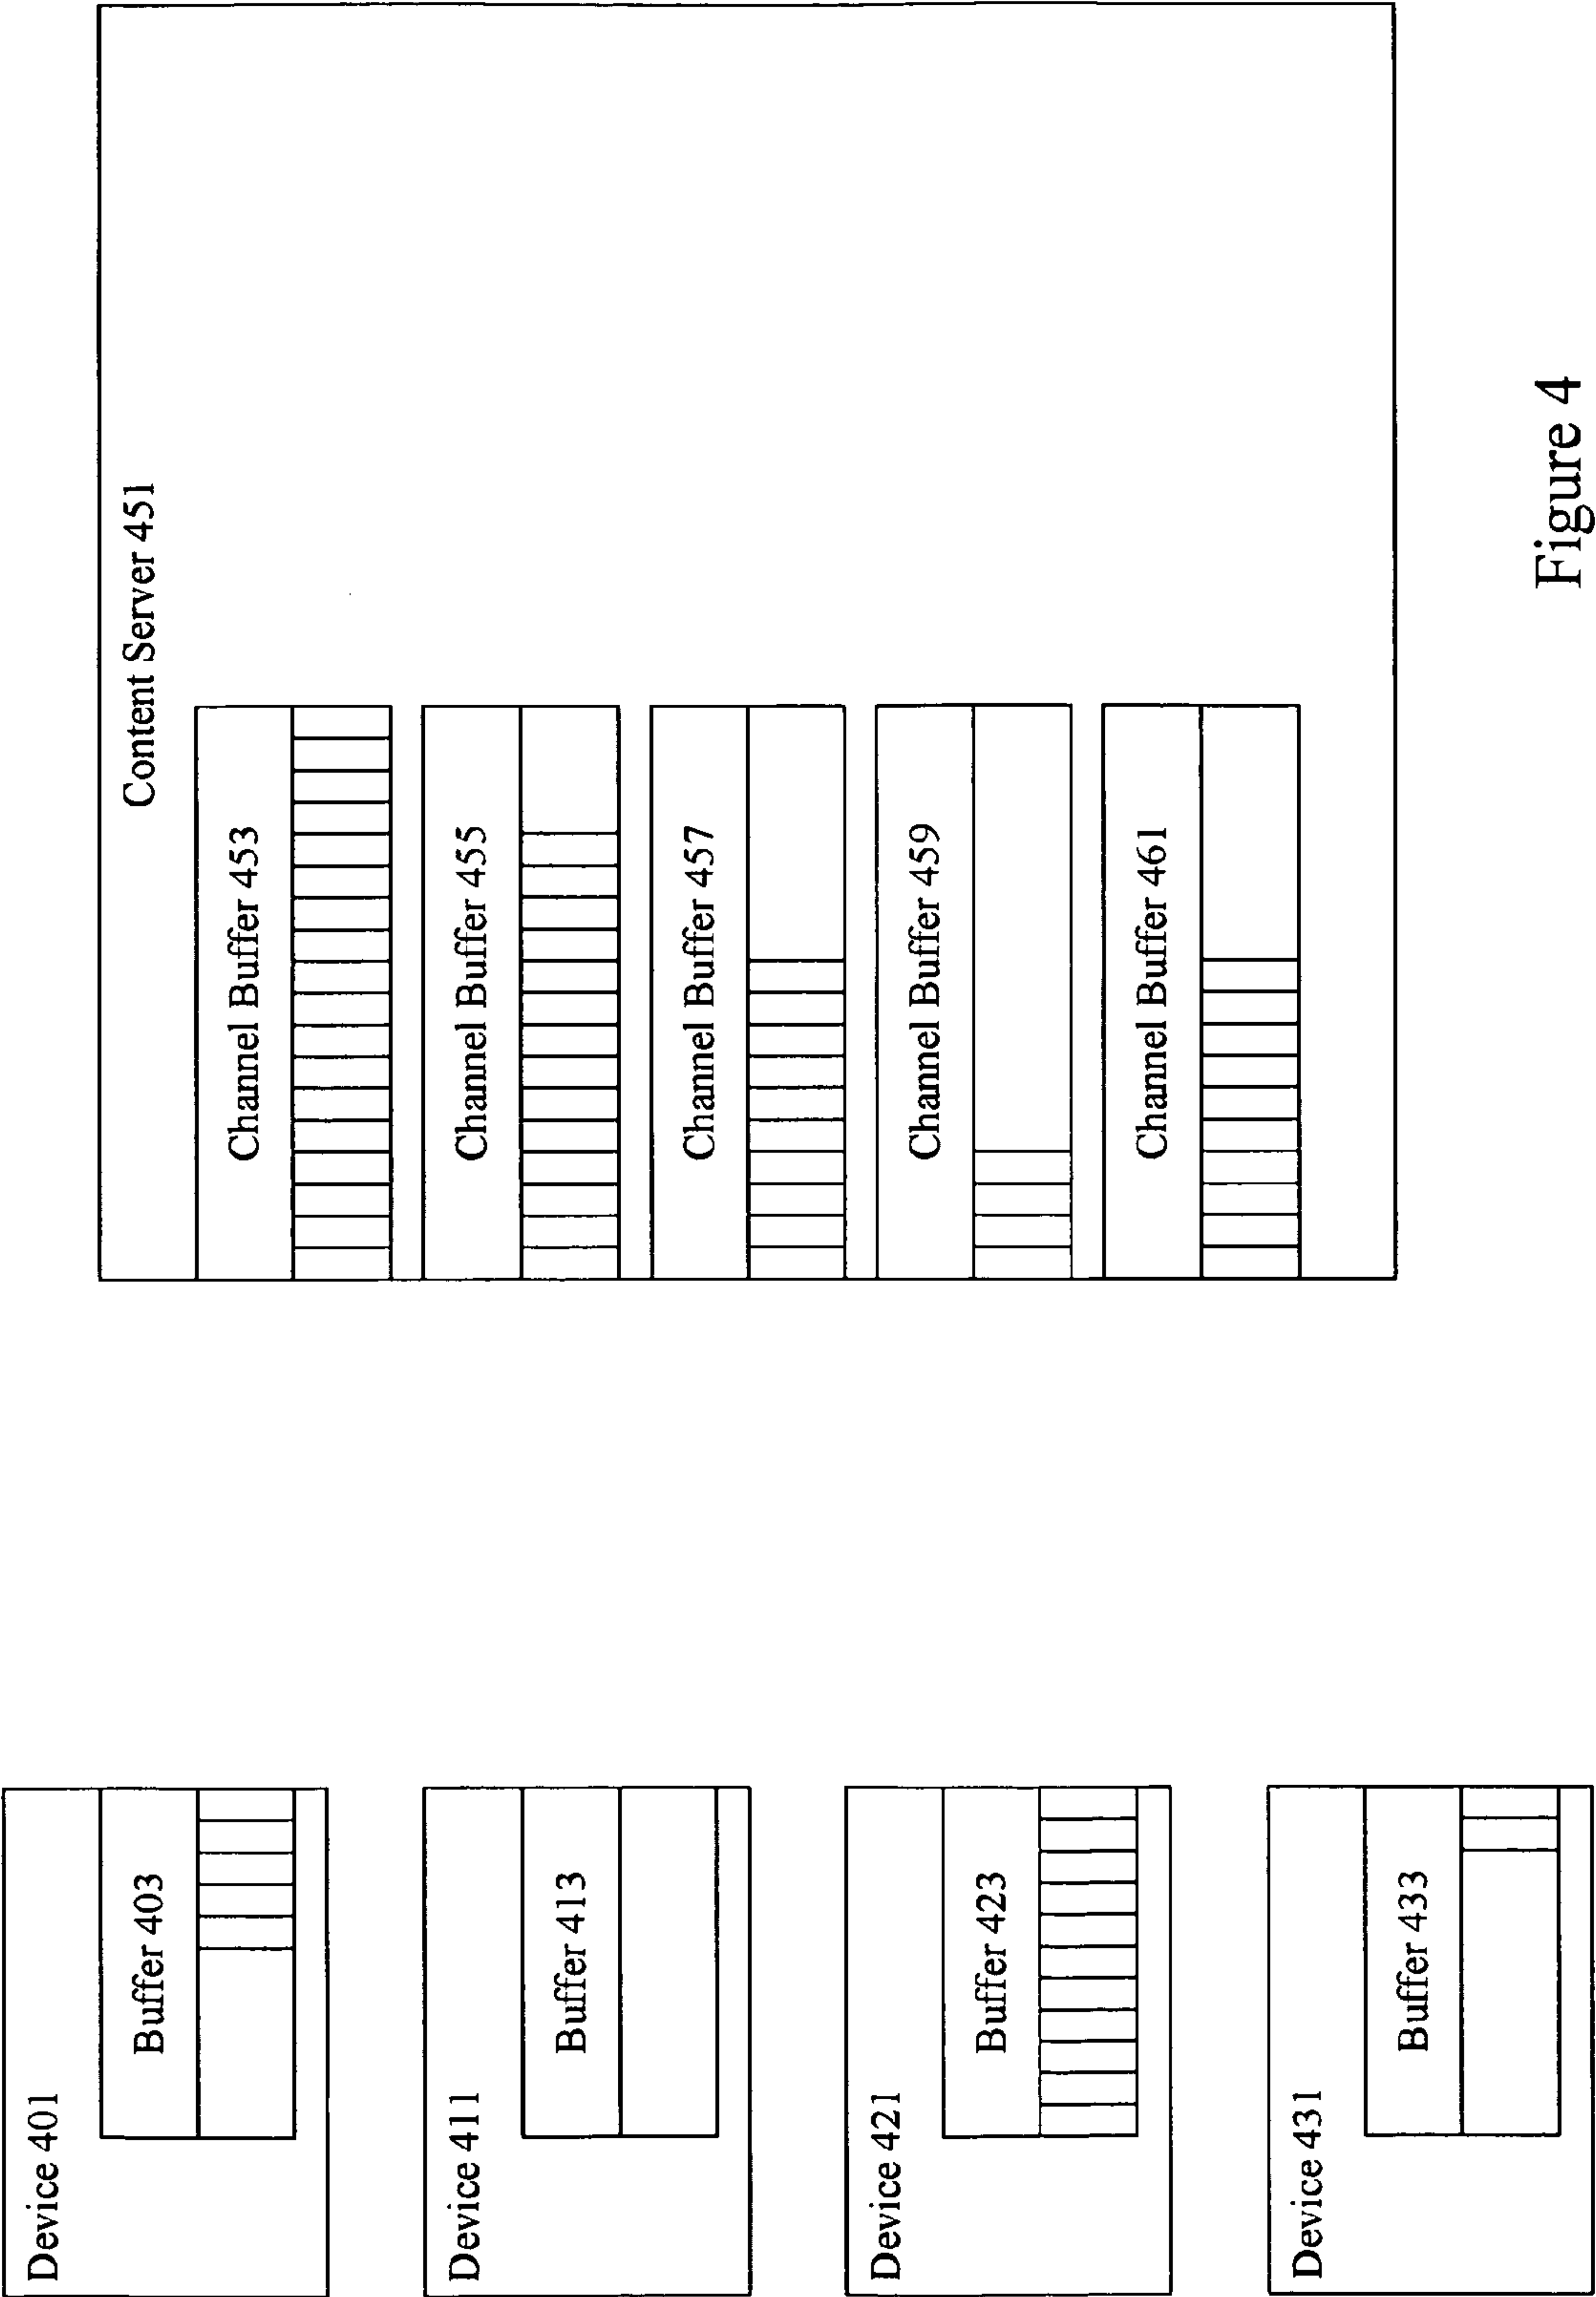 Device 401
Buffer 403
Device 411
Buffer 413
Device 421
Buffer 423
Device 431
Buffer 433
Content Server 451
Channel Buffer 453
Channel Buffer 455
Channel Buffer 457
Channel Buffer 459
Channel Buffer 461
Figure 4